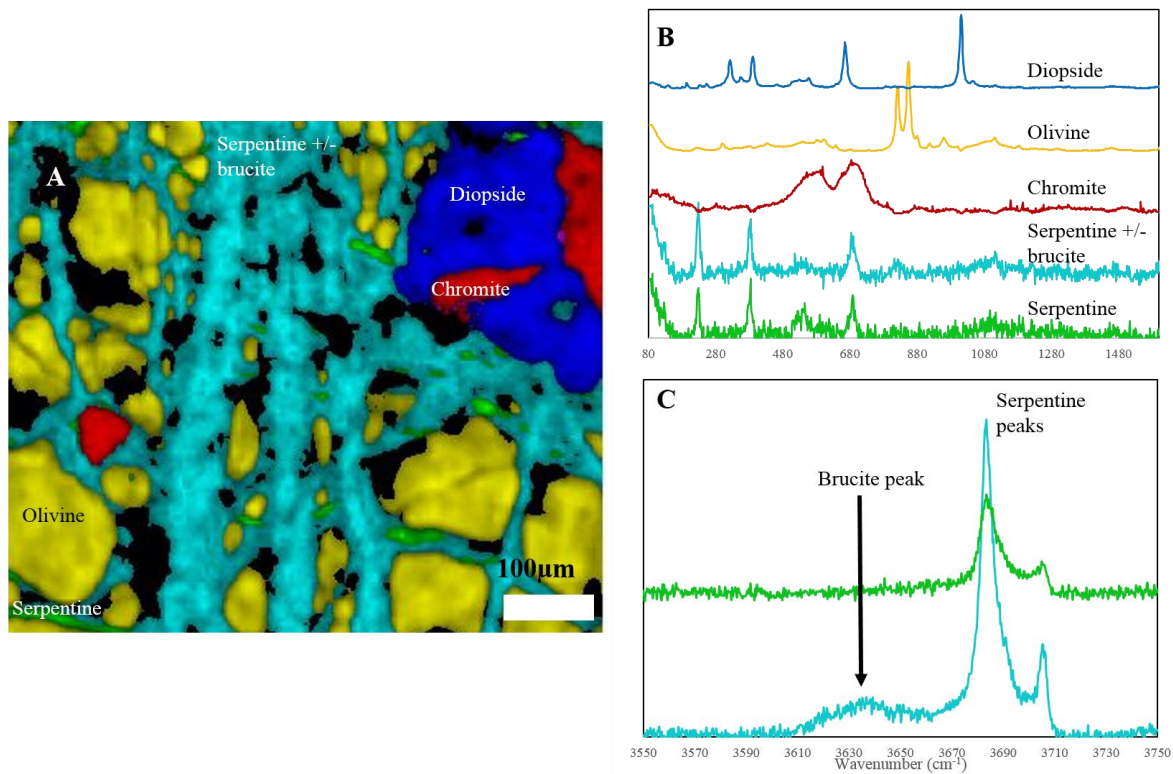 A
Serpentine +/-
brucite
Diopside
Chromite
Olivine
Serpentine
100µm
B
Diopside
Olivine
Chromite
Serpentine +/-
brucite
Serpentine
80 280 480 680 880 1080 1280 1480
C
Serpentine
peaks
Brucite peak
3550 3570 3590 3610 3630 3650 3670 3690 3710 3730 3750
Wavenumber (cm⁻¹)